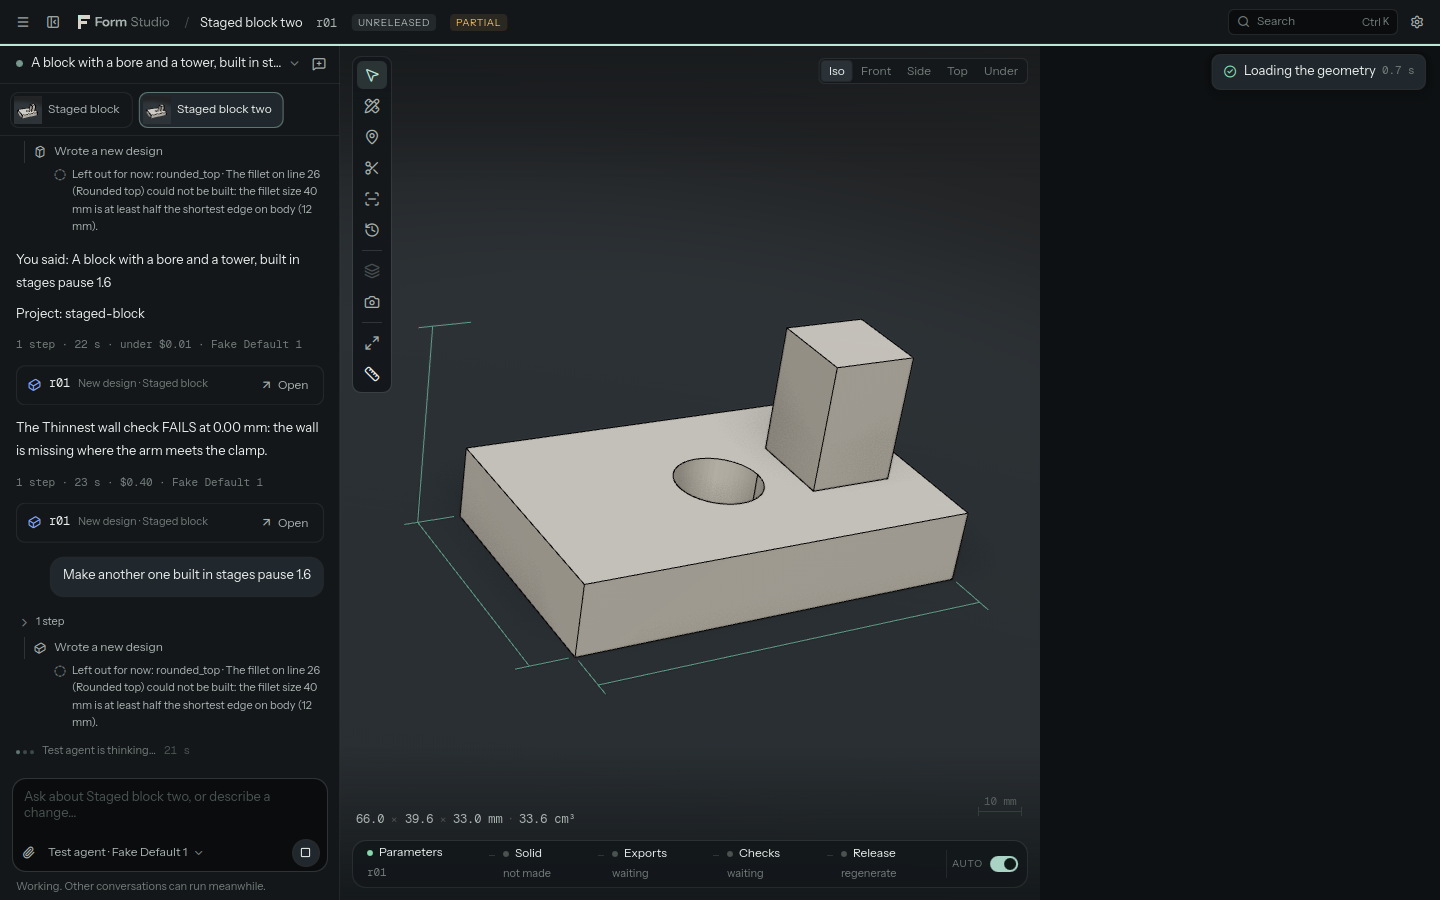 Form Studio / Staged block two r01 UNRELEASED PARTIAL
Search Ctrl K
A block with a bore and a tower, built in st...
Staged block
Staged block two
Wrote a new design
Left out for now: rounded_top · The fillet on line 26
(Rounded top) could not be built: the fillet size 40
mm is at least half the shortest edge on body (12
mm).
You said: A block with a bore and a tower, built in
stages pause 1.6
Project: staged-block
1 step · 22 s · under $0.01 · Fake Default 1
r01 New design · Staged block Open
The Thinnest wall check FAILS at 0.00 mm: the wall
is missing where the arm meets the clamp.
1 step · 23 s · $0.40 · Fake Default 1
r01 New design · Staged block Open
Make another one built in stages pause 1.6
1 step
Wrote a new design
Left out for now: rounded_top · The fillet on line 26
(Rounded top) could not be built: the fillet size 40
mm is at least half the shortest edge on body (12
mm).
Test agent is thinking... 21 s
Ask about Staged block two, or describe a
change...
Test agent · Fake Default 1
Working. Other conversations can run meanwhile.
Iso Front Side Top Under
Loading the geometry 0.7 s
10 mm
66.0 × 39.6 × 33.0 mm · 33.6 cm³
Parameters
r01
Solid
not made
Exports
waiting
Checks
waiting
Release
regenerate
AUTO